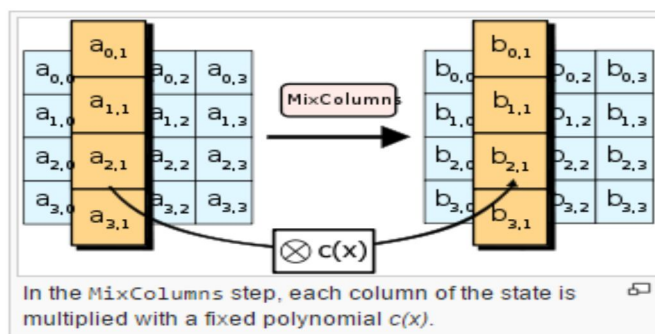 a0,1 b0,1
a0,0 a0,2 a0,3 b0,0 b0,2 b0,3
MixColumns
a1,1 b1,1
a1,0 a1,2 a1,3 b1,0 b1,2 b1,3
a2,0 a2,1 a2,2 a2,3 b2,0 b2,1 b2,2 b2,3
a3,0 a3,2 a3,3 b3,0 b3,2 b3,3
a3,1 b3,1
⊗ c(x)
In the MixColumns step, each column of the state is
multiplied with a fixed polynomial c(x).